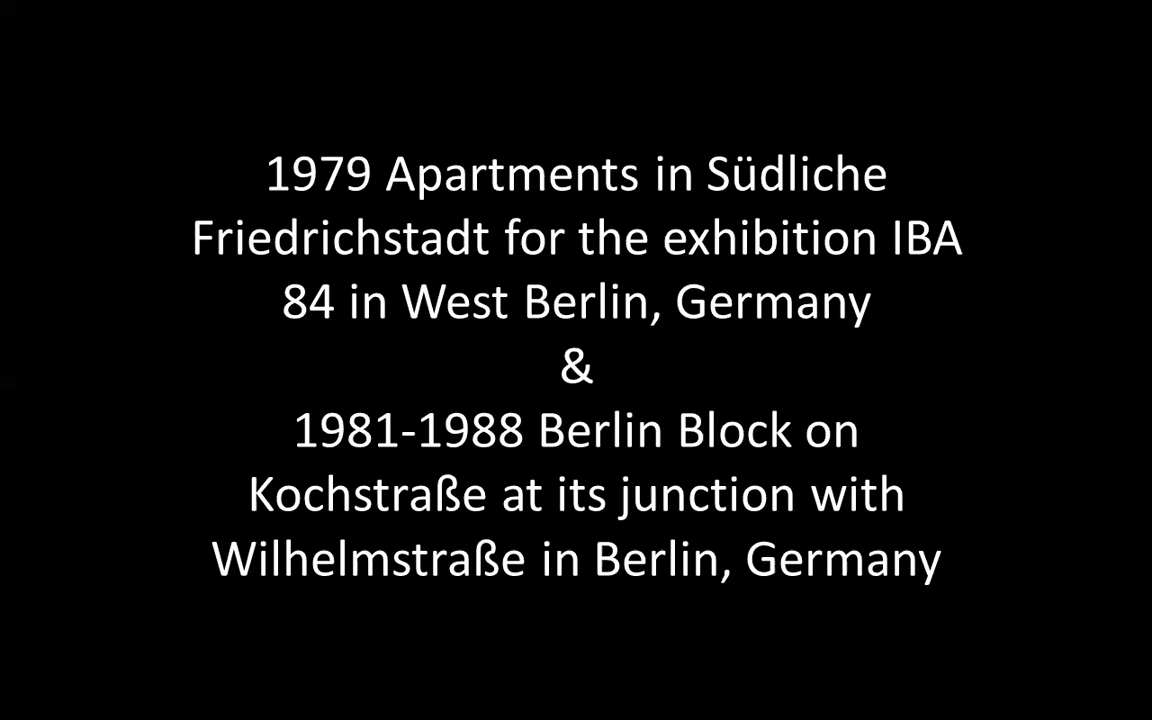 1979 Apartments in Südliche
Friedrichstadt for the exhibition IBA
84 in West Berlin, Germany
&
1981-1988 Berlin Block on
Kochstraße at its junction with
Wilhelmstraße in Berlin, Germany